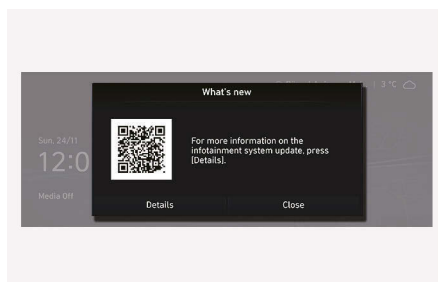 What's new
3 °C
Sun. 24/11
12:0
Media Off
For more information on the
infotainment system update, press
[Details].
Details
Close